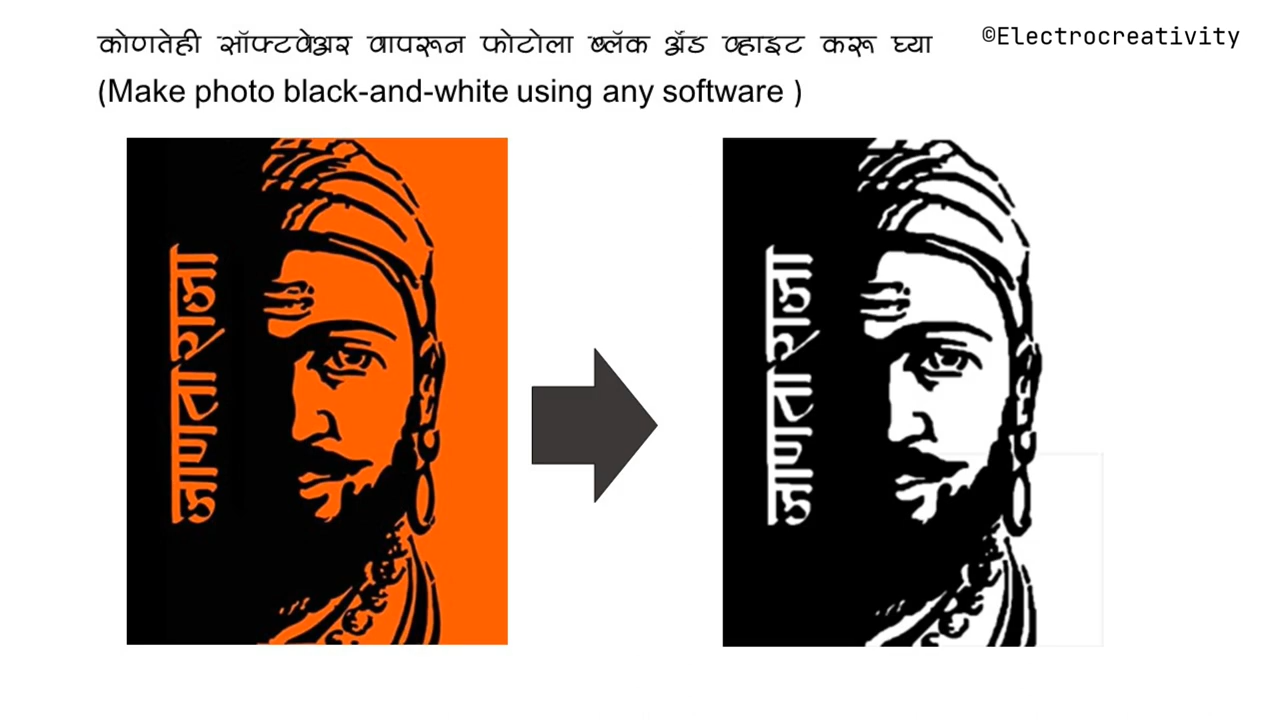 कोणतेही सॉफ्टवेअर वापरून फोटोला ब्लॅक अँड व्हाइट करू घ्या
(Make photo black-and-white using any software )
©Electrocreativity
जाणता राजा
जाणता राजा